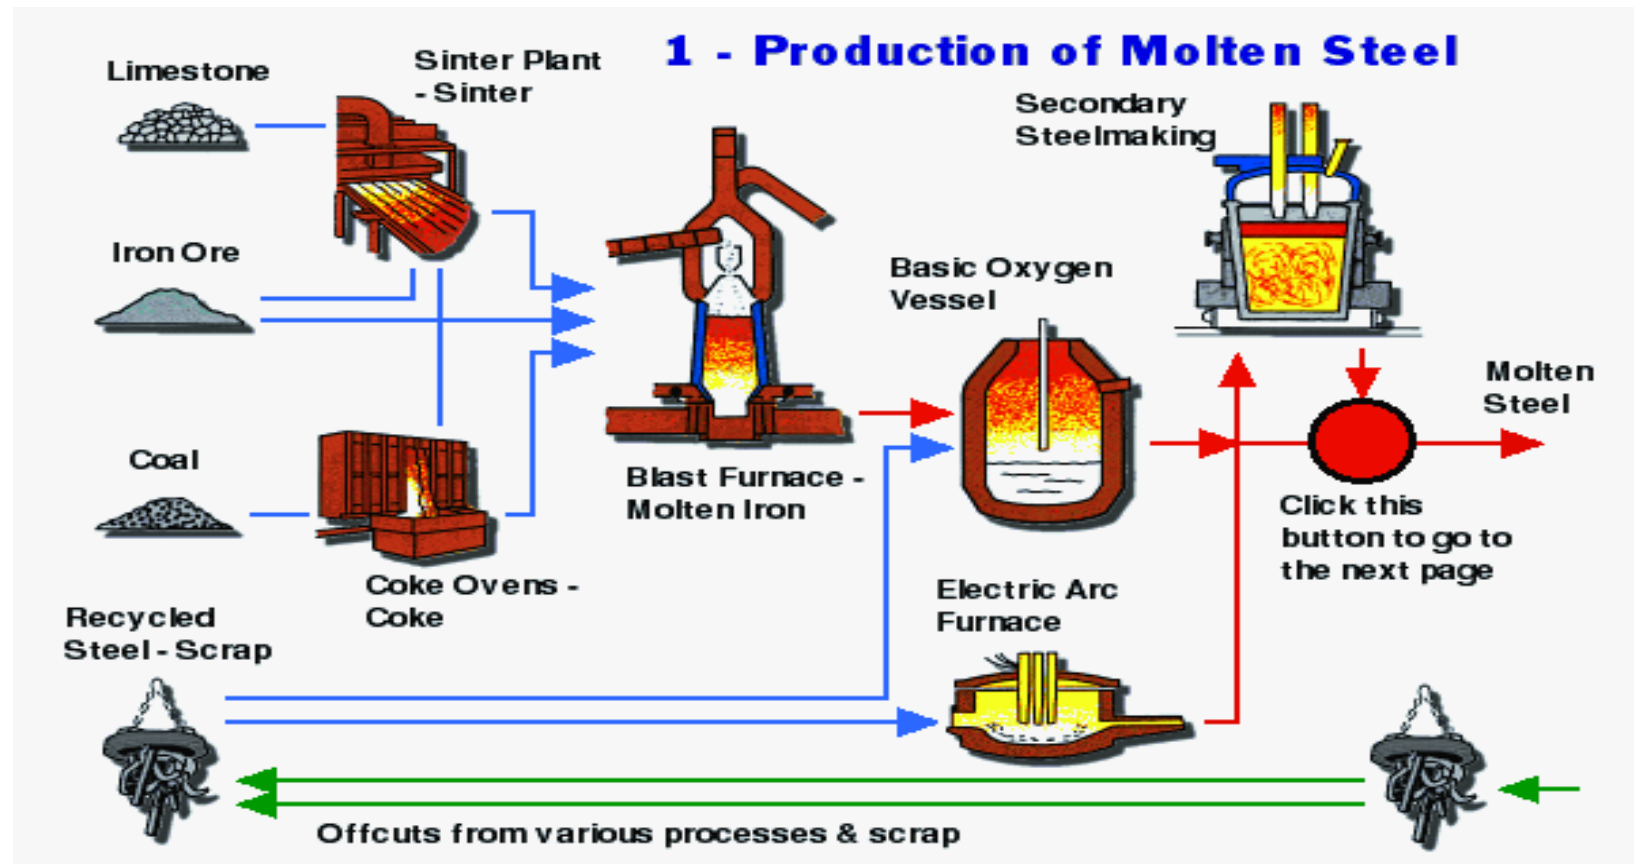 1 - Production of Molten Steel
Limestone
Sinter Plant
- Sinter
Secondary
Steelmaking
Iron Ore
Basic Oxygen
Vessel
Molten
Steel
Coal
Blast Furnace -
Molten Iron
Click this
button to go to
the next page
Coke Ovens -
Coke
Electric Arc
Furnace
Recycled
Steel - Scrap
Offcuts from various processes & scrap